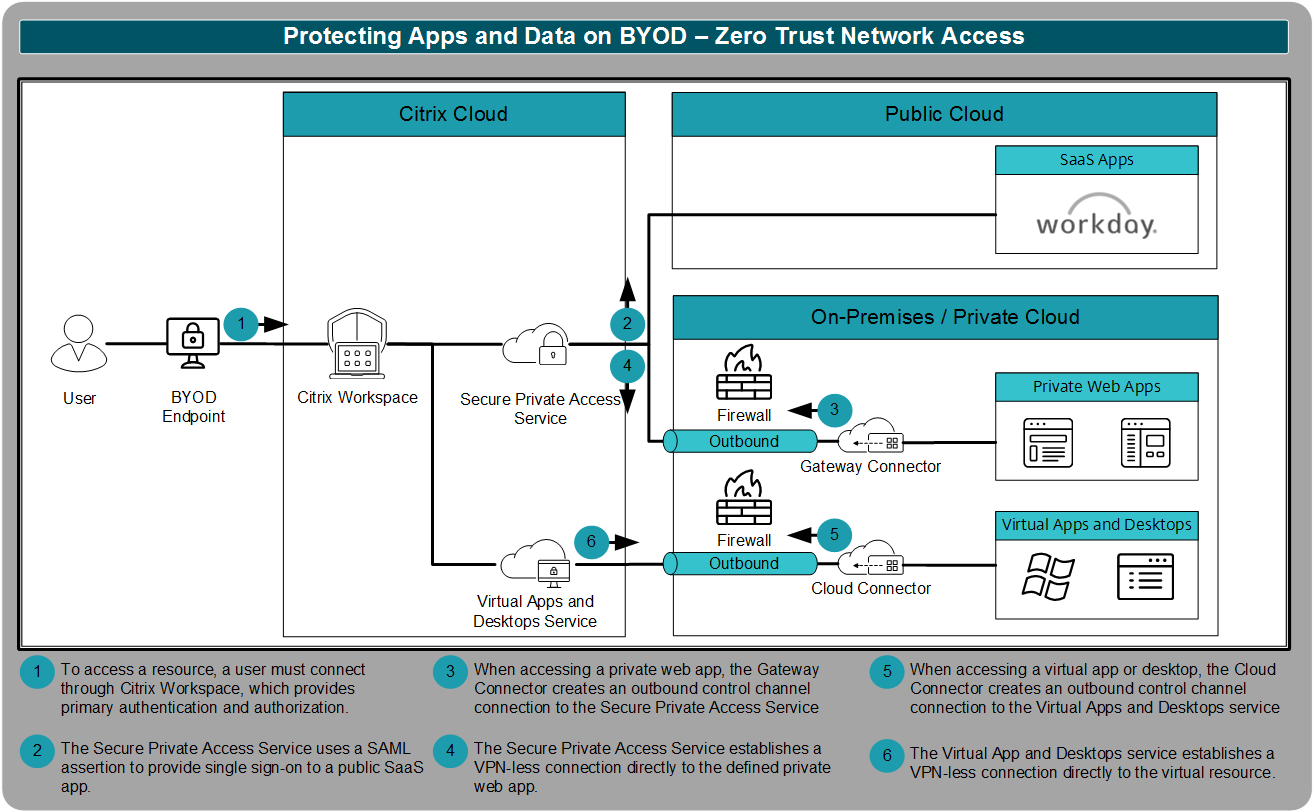 Protecting Apps and Data on BYOD – Zero Trust Network Access
Citrix Cloud
Public Cloud
SaaS Apps
workday.
On-Premises / Private Cloud
1
2
4
User
BYOD
Endpoint
Citrix Workspace
Secure Private Access
Service
Firewall
3
Outbound
Gateway Connector
Private Web Apps
Firewall
5
6
Outbound
Cloud Connector
Virtual Apps and Desktops
Virtual Apps and
Desktops Service
1
To access a resource, a user must connect
through Citrix Workspace, which provides
primary authentication and authorization.
2
The Secure Private Access Service uses a SAML
assertion to provide single sign-on to a public SaaS
app.
3
When accessing a private web app, the Gateway
Connector creates an outbound control channel
connection to the Secure Private Access Service
4
The Secure Private Access Service establishes a
VPN-less connection directly to the defined private
web app.
5
When accessing a virtual app or desktop, the Cloud
Connector creates an outbound control channel
connection to the Virtual Apps and Desktops service
6
The Virtual App and Desktops service establishes a
VPN-less connection directly to the virtual resource.